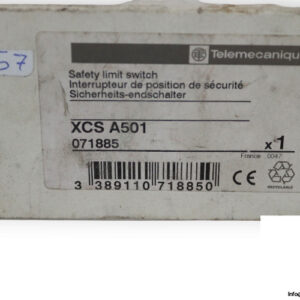 57
Telemecanique
Safety limit switch
Interrupteur de position de sécurité
Sicherheits-endschalter
XCS A501
071885
x1
France 0047
CE
RECYCLABLE
3 389110 718850